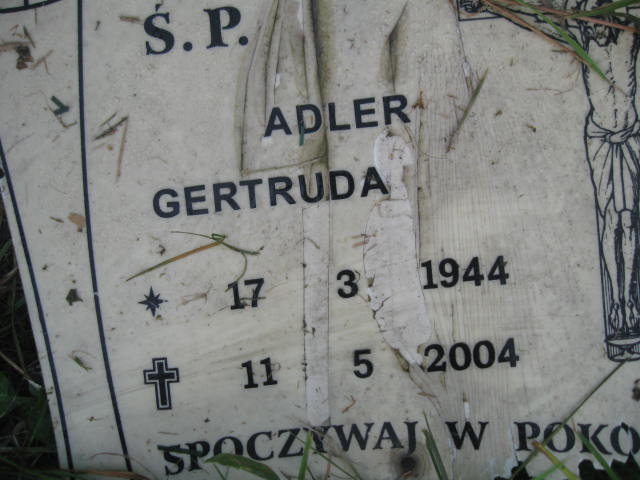 Ś. P.
ADLER
GERTRUDA
17 3 1944
11 5 2004
SPOCZYWAJ W POKO